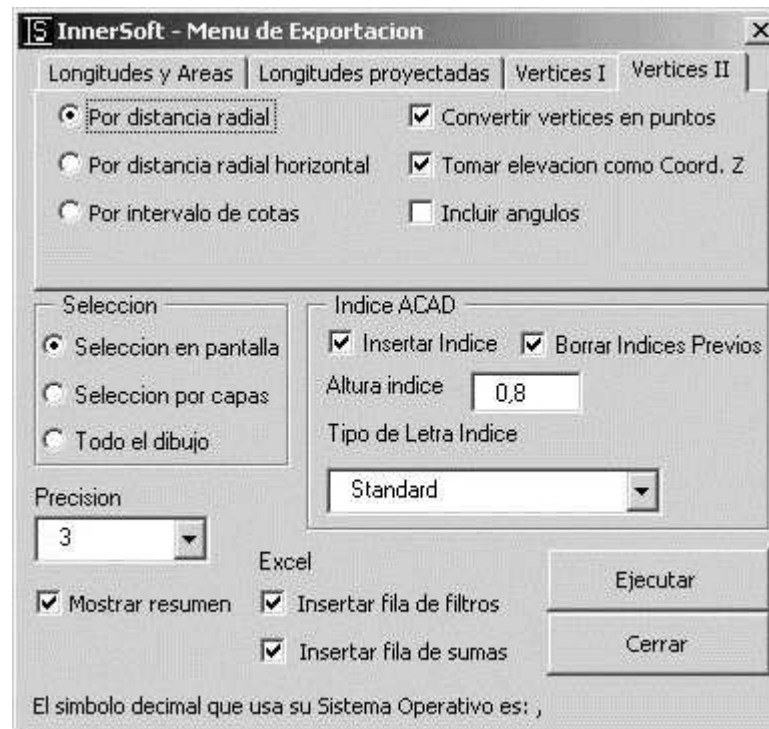 InnerSoft - Menu de Exportacion
Longitudes y Areas
Longitudes proyectadas
Vertices I
Vertices II
Por distancia radial
Convertir vertices en puntos
Por distancia radial horizontal
Tomar elevacion como Coord. Z
Por intervalo de cotas
Incluir angulos
Seleccion
Seleccion en pantalla
Seleccion por capas
Todo el dibujo
Indice ACAD
Insertar Indice
Borrar Indices Previos
Altura indice
0,8
Tipo de Letra Indice
Standard
Precision
3
Mostrar resumen
Excel
Insertar fila de filtros
Insertar fila de sumas
Ejecutar
Cerrar
El simbolo decimal que usa su Sistema Operativo es: ,